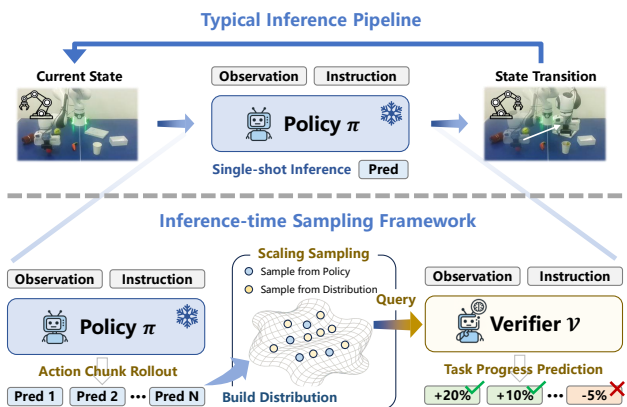 Typical Inference Pipeline
Current State
Observation
Instruction
State Transition
Policy π
Single-shot Inference
Pred
Inference-time Sampling Framework
Scaling Sampling
Sample from Policy
Sample from Distribution
Observation
Instruction
Query
Observation
Instruction
Policy π
Verifier 𝒱
Action Chunk Rollout
Task Progress Prediction
Pred 1
Pred 2
•••
Pred N
Build Distribution
+20%
+10%
•••
-5%